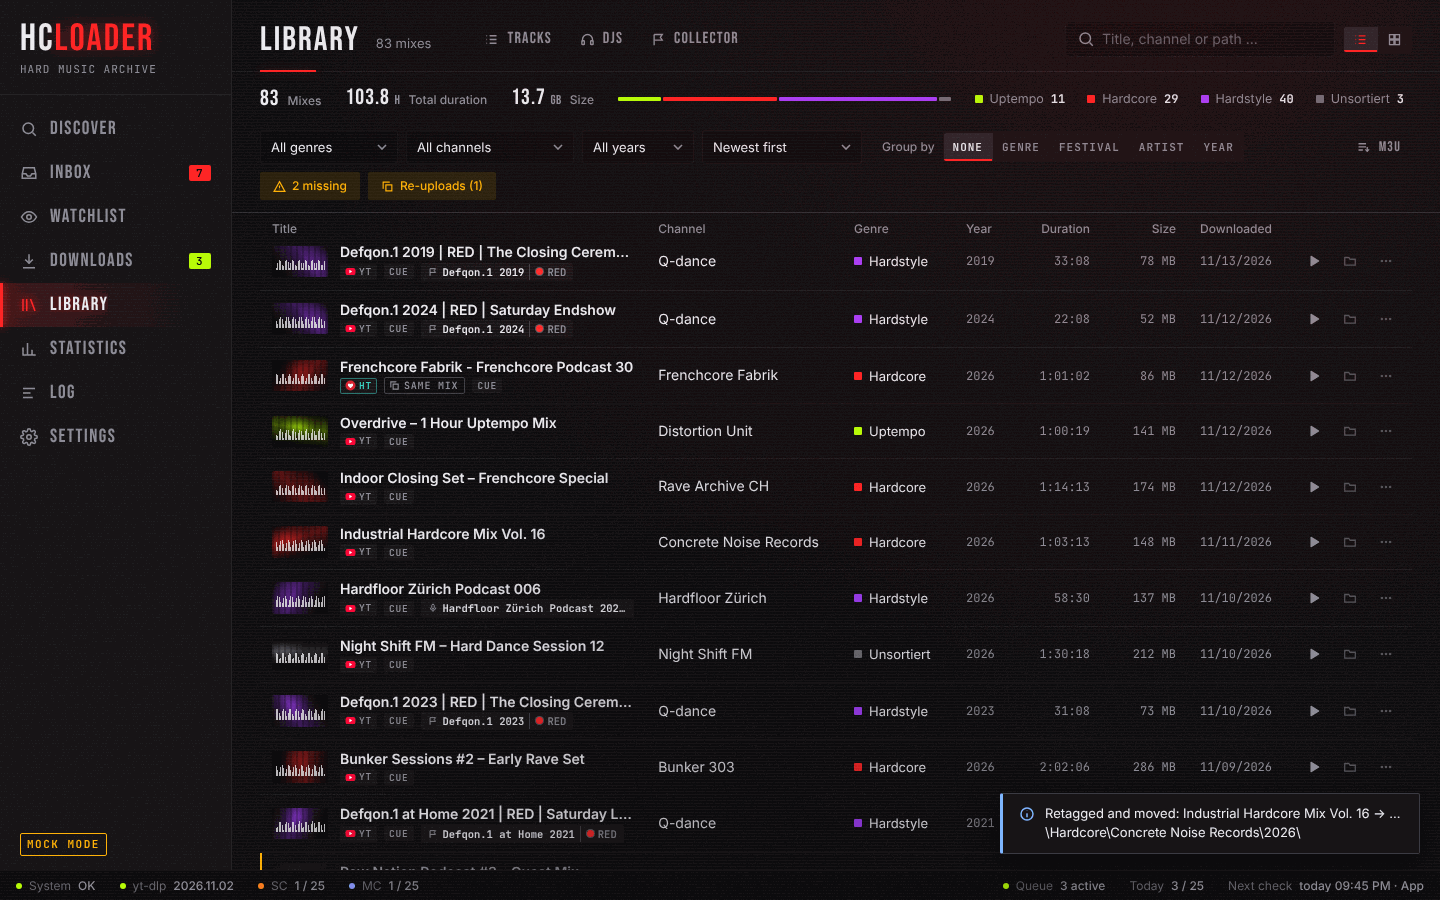 HCLOADER
HARD MUSIC ARCHIVE
DISCOVER
INBOX 7
WATCHLIST
DOWNLOADS 3
LIBRARY
STATISTICS
LOG
SETTINGS
MOCK MODE
LIBRARY 83 mixes TRACKS DJS COLLECTOR Title, channel or path ...
83 Mixes 103.8 H Total duration 13.7 GB Size Uptempo 11 Hardcore 29 Hardstyle 40 Unsortiert 3
All genres All channels All years Newest first Group by NONE GENRE FESTIVAL ARTIST YEAR M3U
2 missing Re-uploads (1)
Title Channel Genre Year Duration Size Downloaded
Defqon.1 2019 | RED | The Closing Cerem... Q-dance Hardstyle 2019 33:08 78 MB 11/13/2026
YT CUE Defqon.1 2019 RED
Defqon.1 2024 | RED | Saturday Endshow Q-dance Hardstyle 2024 22:08 52 MB 11/12/2026
YT CUE Defqon.1 2024 RED
Frenchcore Fabrik - Frenchcore Podcast 30 Frenchcore Fabrik Hardcore 2026 1:01:02 86 MB 11/12/2026
HT SAME MIX CUE
Overdrive – 1 Hour Uptempo Mix Distortion Unit Uptempo 2026 1:00:19 141 MB 11/12/2026
YT CUE
Indoor Closing Set – Frenchcore Special Rave Archive CH Hardcore 2026 1:14:13 174 MB 11/12/2026
YT CUE
Industrial Hardcore Mix Vol. 16 Concrete Noise Records Hardcore 2026 1:03:13 148 MB 11/11/2026
YT CUE
Hardfloor Zürich Podcast 006 Hardfloor Zürich Hardstyle 2026 58:30 137 MB 11/10/2026
YT CUE Hardfloor Zürich Podcast 202...
Night Shift FM – Hard Dance Session 12 Night Shift FM Unsortiert 2026 1:30:18 212 MB 11/10/2026
YT CUE
Defqon.1 2023 | RED | The Closing Cerem... Q-dance Hardstyle 2023 31:08 73 MB 11/10/2026
YT CUE Defqon.1 2023 RED
Bunker Sessions #2 – Early Rave Set Bunker 303 Hardcore 2026 2:02:06 286 MB 11/09/2026
YT CUE
Defqon.1 at Home 2021 | RED | Saturday L... Q-dance Hardstyle 2021
YT CUE Defqon.1 at Home 2021 RED
Retagged and moved: Industrial Hardcore Mix Vol. 16 → ...
\Hardcore\Concrete Noise Records\2026\
System OK yt-dlp 2026.11.02 SC 1 / 25 MC 1 / 25 Queue 3 active Today 3 / 25 Next check today 09:45 PM · App